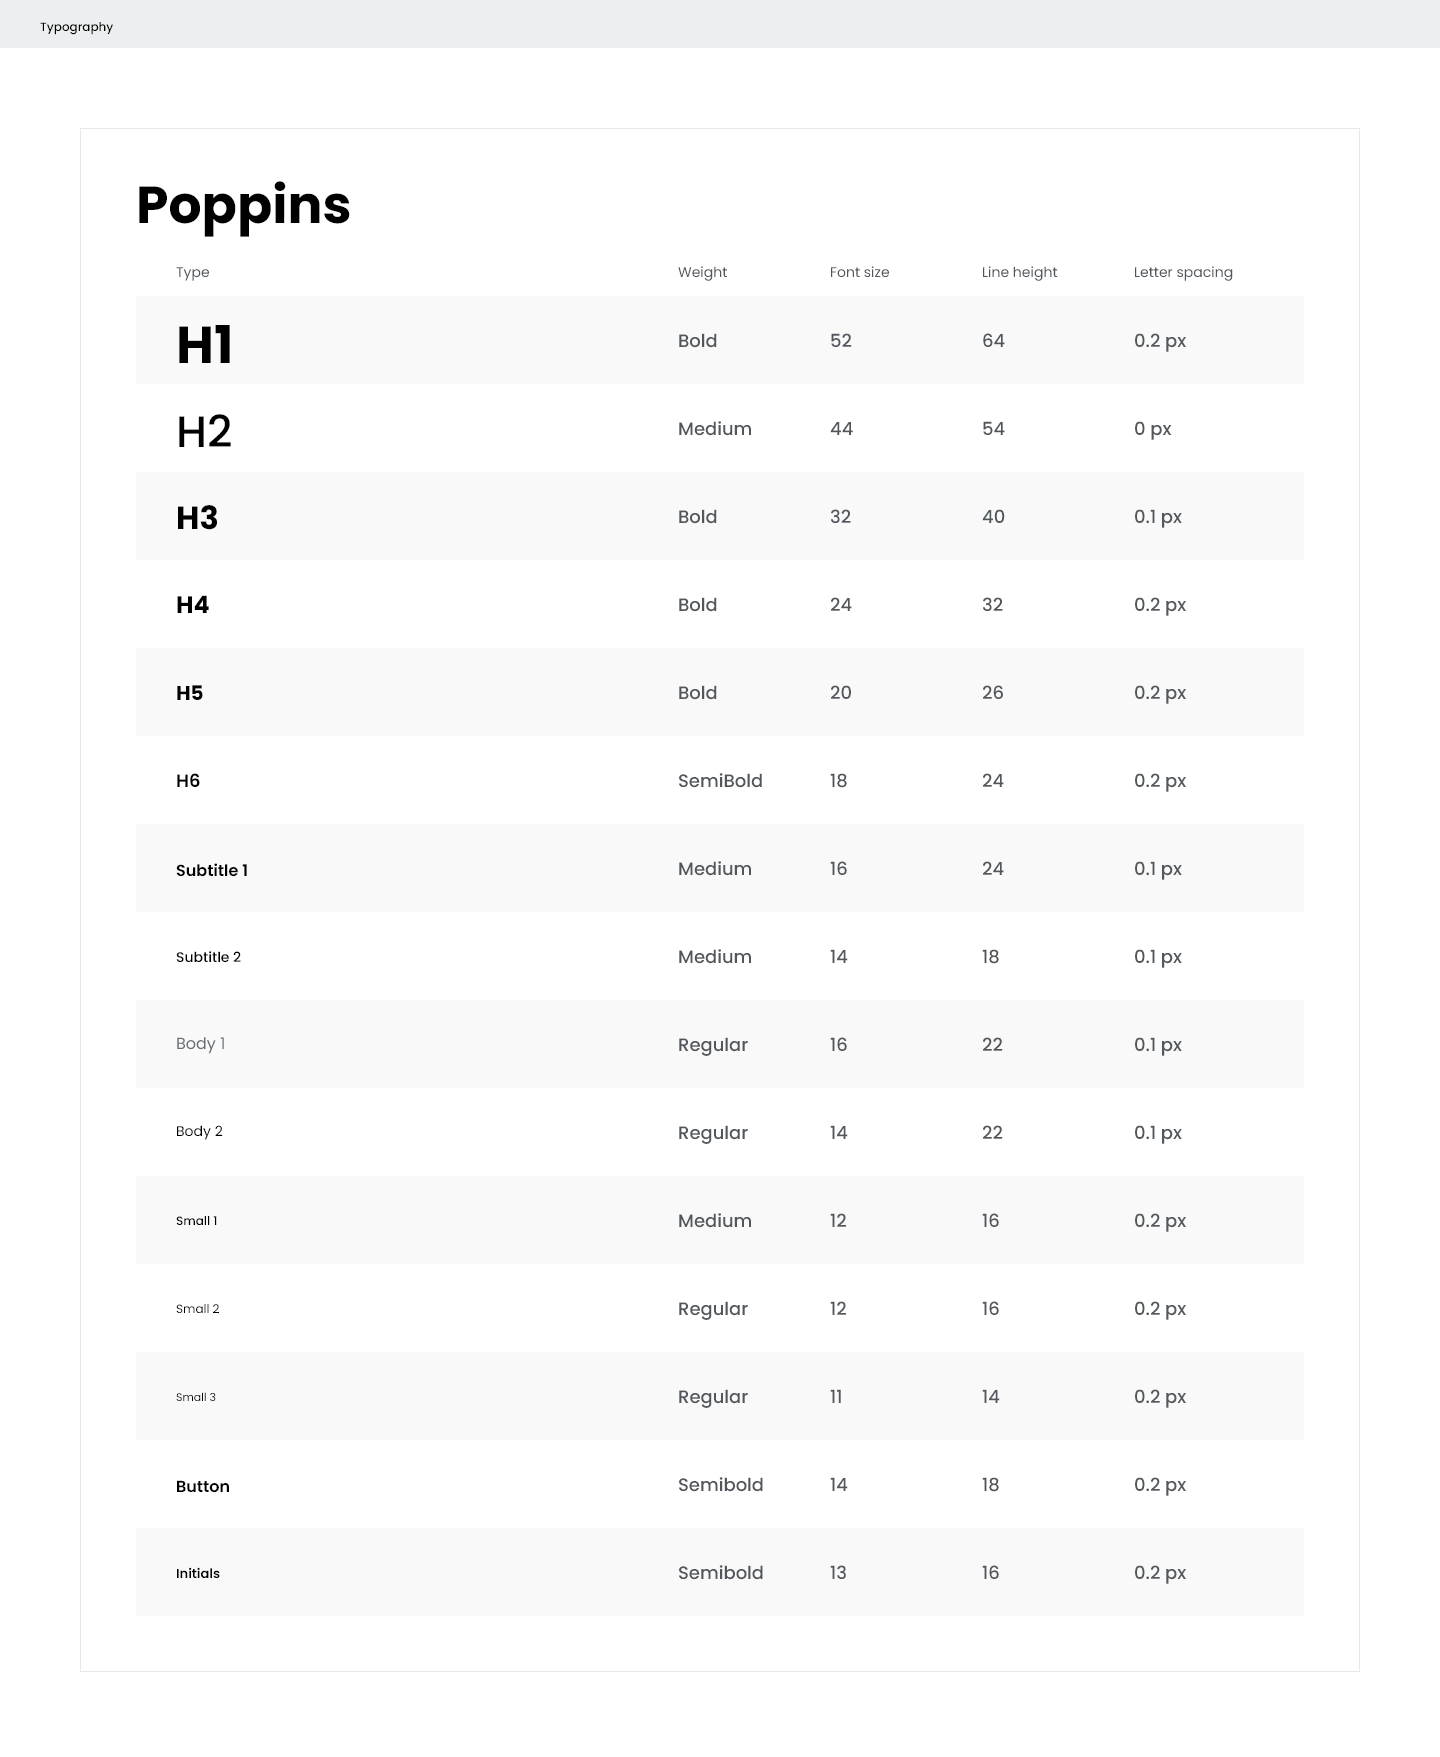 Typography
Poppins
Type Weight Font size Line height Letter spacing
H1 Bold 52 64 0.2 px
H2 Medium 44 54 0 px
H3 Bold 32 40 0.1 px
H4 Bold 24 32 0.2 px
H5 Bold 20 26 0.2 px
H6 SemiBold 18 24 0.2 px
Subtitle 1 Medium 16 24 0.1 px
Subtitle 2 Medium 14 18 0.1 px
Body 1 Regular 16 22 0.1 px
Body 2 Regular 14 22 0.1 px
Small 1 Medium 12 16 0.2 px
Small 2 Regular 12 16 0.2 px
Small 3 Regular 11 14 0.2 px
Button Semibold 14 18 0.2 px
Initials Semibold 13 16 0.2 px